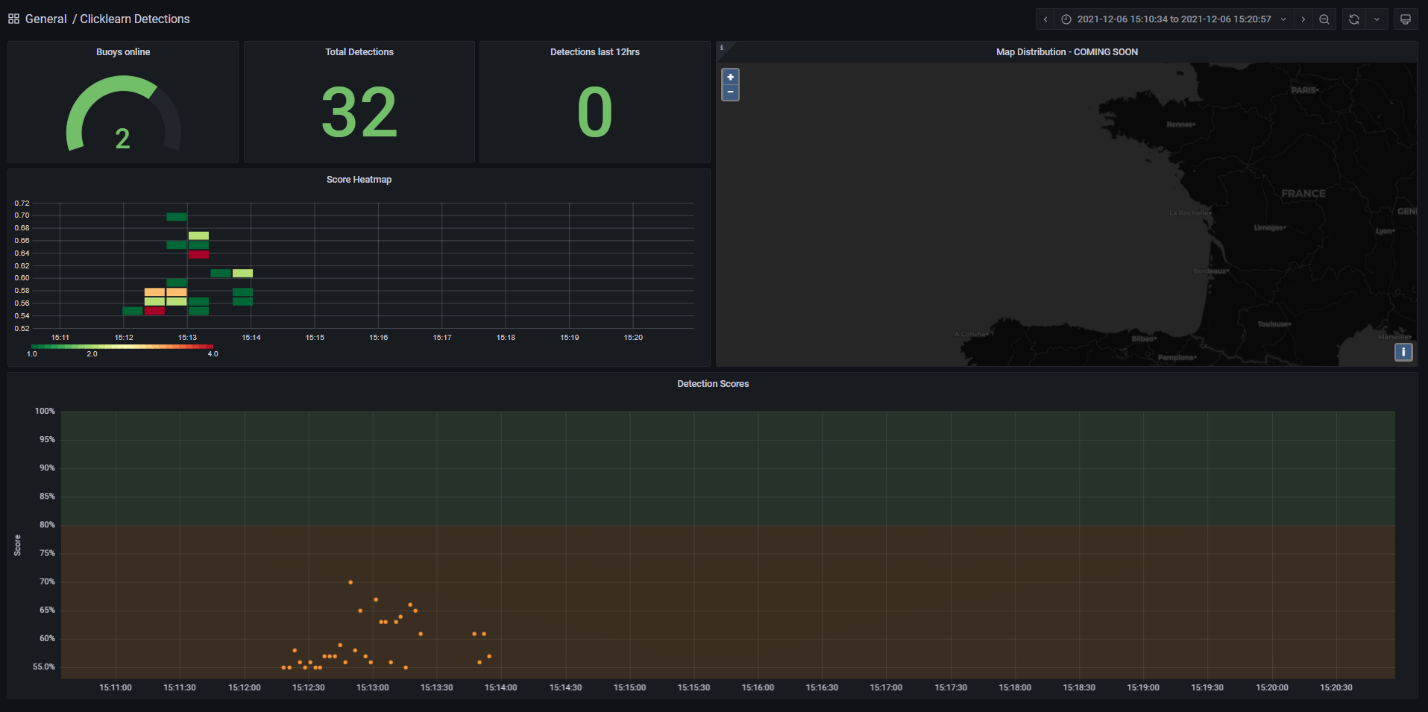 General / Clicklearn Detections
2021-12-06 15:10:34 to 2021-12-06 15:20:57
Buoys online
2
Total Detections
32
Detections last 12hrs
0
i
Map Distribution - COMING SOON
+
−
PARIS
Rennes
FRANCE
La Rochelle
GEN
Limoges
Lyon
Bordeaux
Toulouse
A Coruña
Bilbao
Pamplona
Marseille
i
Score Heatmap
0.72
0.70
0.68
0.66
0.64
0.62
0.60
0.58
0.56
0.54
0.52
15:11 15:12 15:13 15:14 15:15 15:16 15:17 15:18 15:19 15:20
1.0 2.0 4.0
Detection Scores
Score
100%
95%
90%
85%
80%
75%
70%
65%
60%
55.0%
15:11:00 15:11:30 15:12:00 15:12:30 15:13:00 15:13:30 15:14:00 15:14:30 15:15:00 15:15:30 15:16:00 15:16:30 15:17:00 15:17:30 15:18:00 15:18:30 15:19:00 15:19:30 15:20:00 15:20:30